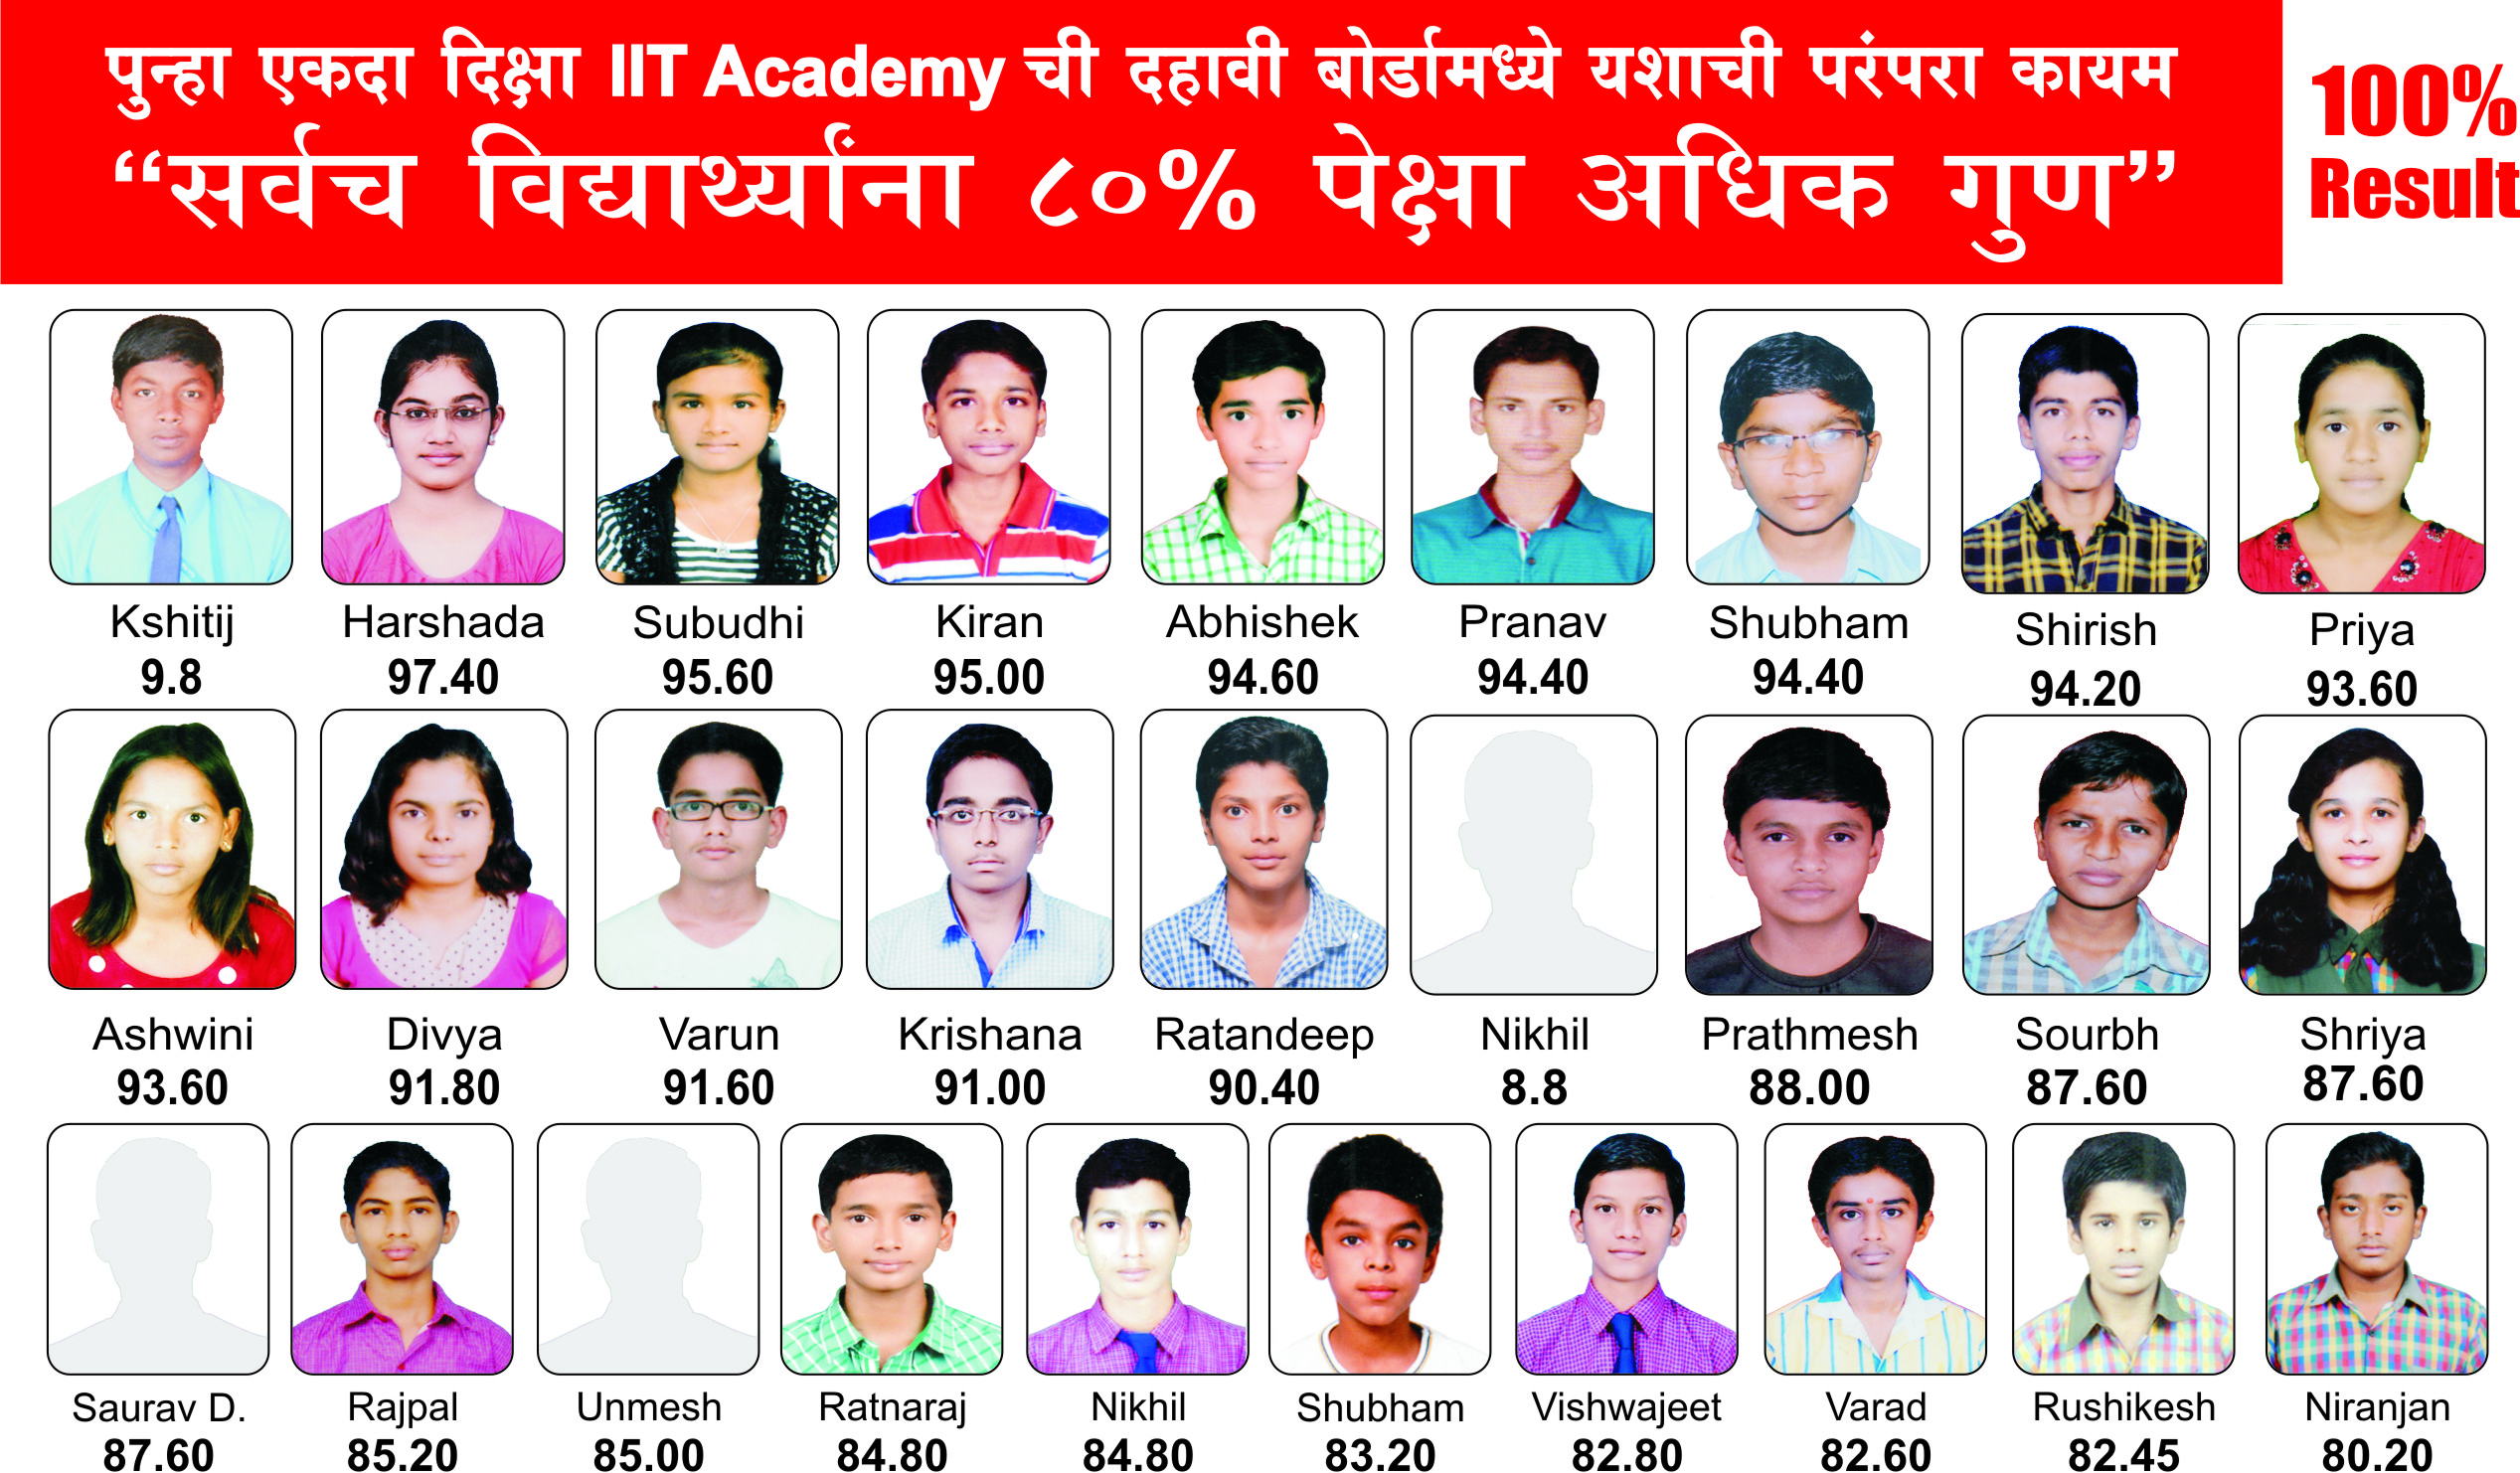 पुन्हा एकदा दिक्षा IIT Academy ची दहावी बोर्डामध्ये यशाची परंपरा कायम
“सर्वच विद्यार्थ्यांना ८०% पेक्षा अधिक गुण”
100%
Result
Kshitij Harshada Subudhi Kiran Abhishek Pranav Shubham Shirish Priya
9.8 97.40 95.60 95.00 94.60 94.40 94.40 94.20 93.60
Ashwini Divya Varun Krishana Ratandeep Nikhil Prathmesh Sourbh Shriya
93.60 91.80 91.60 91.00 90.40 8.8 88.00 87.60 87.60
Saurav D. Rajpal Unmesh Ratnaraj Nikhil Shubham Vishwajeet Varad Rushikesh Niranjan
87.60 85.20 85.00 84.80 84.80 83.20 82.80 82.60 82.45 80.20